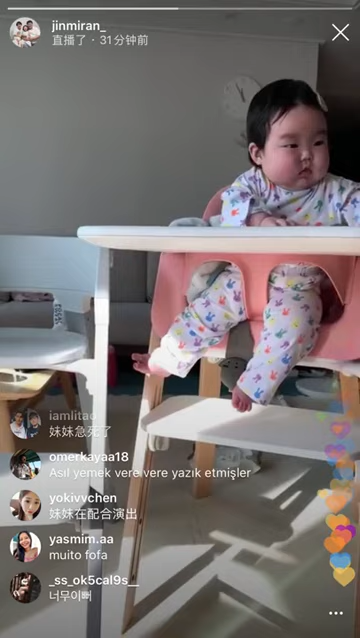 jinmiran_
直播了 · 31分钟前
iamlitao
妹妹急死了
omerkayaa18
Asıl yemek vere vere yazık etmişler
yokivvchen
妹妹在配合演出
yasmim.aa
muito fofa
_ss_ok5cal9s__
너무이뻐